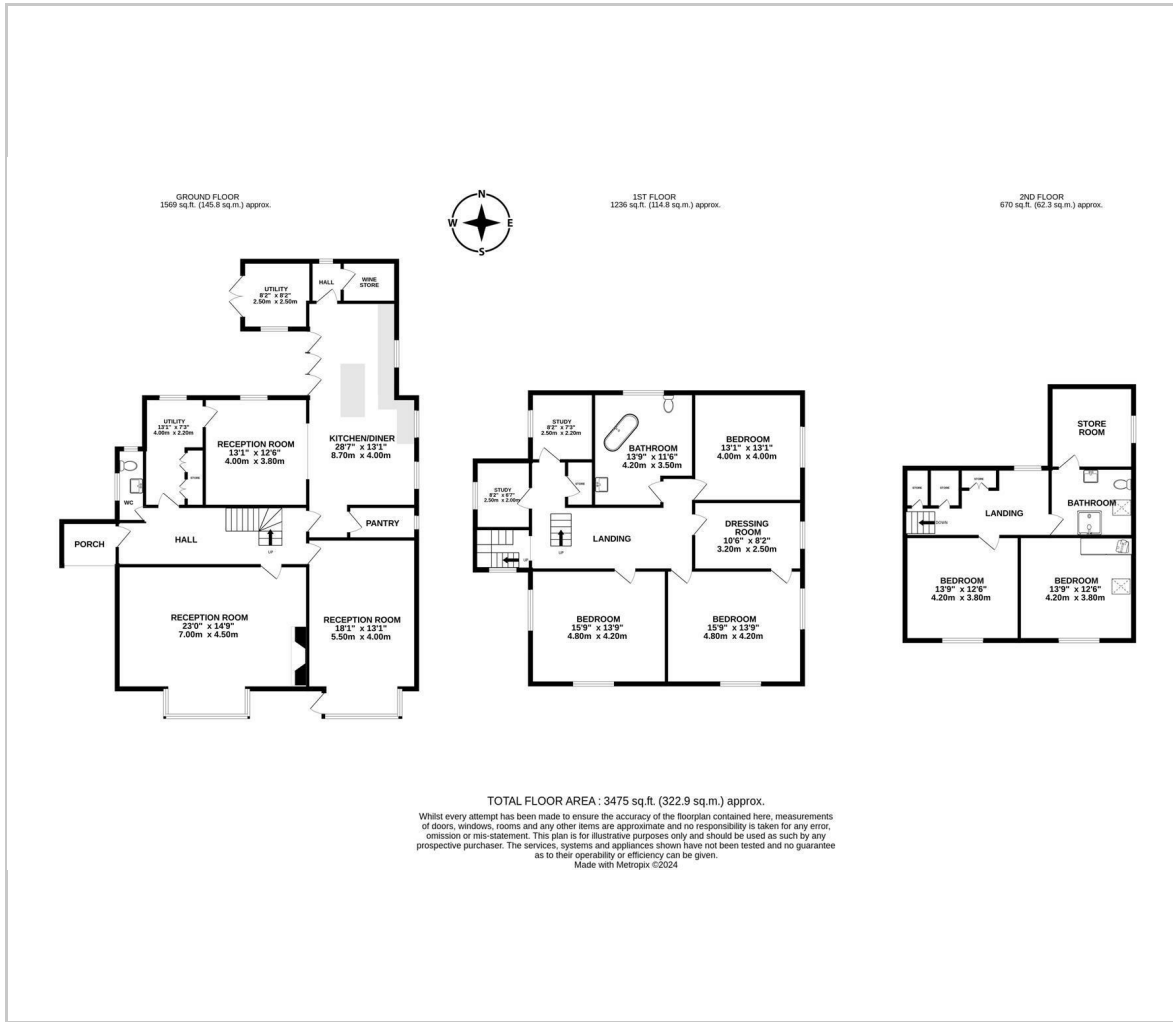 GROUND FLOOR
1569 sq.ft. (145.8 sq.m.) approx.
UTILITY
8'2" x 8'2"
2.50m x 2.50m
HALL
WINE
STORE
UTILITY
13'1" x 7'3"
4.00m x 2.20m
STORE
RECEPTION ROOM
13'1" x 12'6"
4.00m x 3.80m
KITCHEN/DINER
28'7" x 13'1"
8.70m x 4.00m
WC
PANTRY
PORCH
HALL
UP
RECEPTION ROOM
23'0" x 14'9"
7.00m x 4.50m
RECEPTION ROOM
18'1" x 13'1"
5.50m x 4.00m
N
W E
S
1ST FLOOR
1236 sq.ft. (114.8 sq.m.) approx.
STUDY
8'2" x 7'3"
2.50m x 2.20m
BATHROOM
13'9" x 11'6"
4.20m x 3.50m
BEDROOM
13'1" x 13'1"
4.00m x 4.00m
STUDY
8'2" x 6'7"
2.50m x 2.00m
STORE
UP
UP
LANDING
DRESSING
ROOM
10'6" x 8'2"
3.20m x 2.50m
BEDROOM
15'9" x 13'9"
4.80m x 4.20m
BEDROOM
15'9" x 13'9"
4.80m x 4.20m
2ND FLOOR
670 sq.ft. (62.3 sq.m.) approx.
STORE
ROOM
STORE
STORE
STORE
DOWN
LANDING
BATHROOM
BEDROOM
13'9" x 12'6"
4.20m x 3.80m
BEDROOM
13'9" x 12'6"
4.20m x 3.80m
TOTAL FLOOR AREA : 3475 sq.ft. (322.9 sq.m.) approx.
Whilst every attempt has been made to ensure the accuracy of the floorplan contained here, measurements
of doors, windows, rooms and any other items are approximate and no responsibility is taken for any error,
omission or mis-statement. This plan is for illustrative purposes only and should be used as such by any
prospective purchaser. The services, systems and appliances shown have not been tested and no guarantee
as to their operability or efficiency can be given.
Made with Metropix ©2024